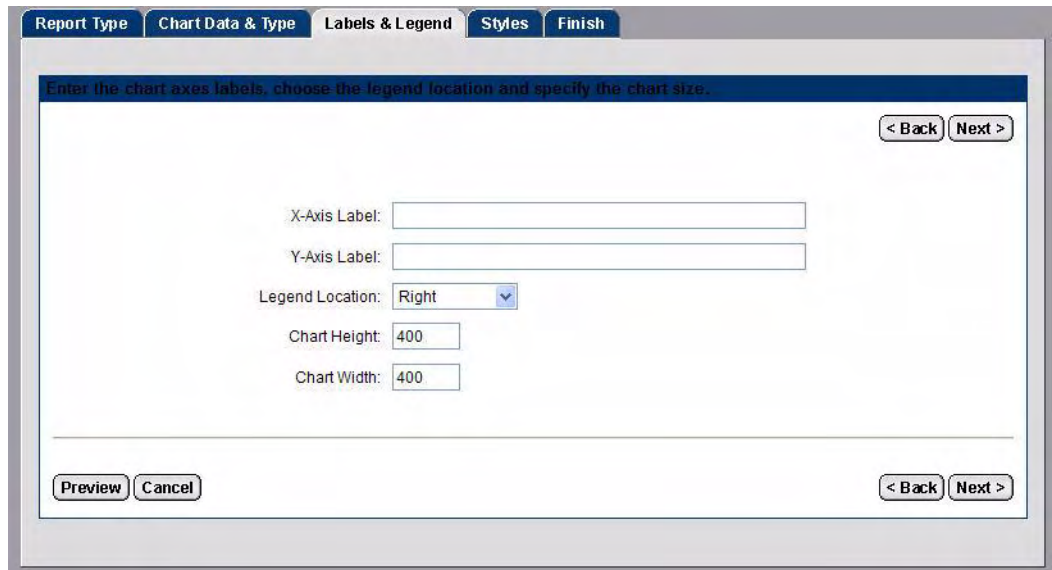 Report Type Chart Data & Type Labels & Legend Styles Finish
Enter the chart axes labels, choose the legend location and specify the chart size.
< Back Next >
X-Axis Label:
Y-Axis Label:
Legend Location: Right
Chart Height: 400
Chart Width: 400
Preview Cancel < Back Next >